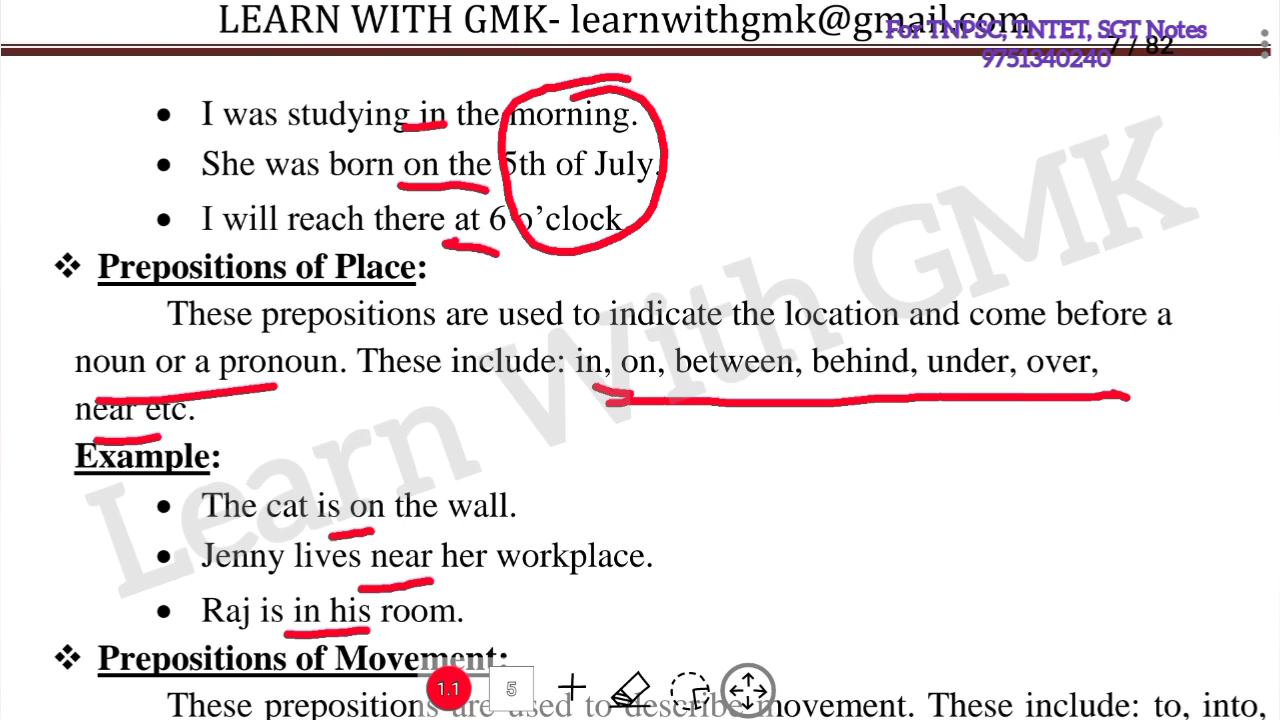 LEARN WITH GMK- learnwithgmk@gmail.com
For TNPSC, TNTET, SGT Notes
9751340240
7 / 82
• I was studying in the morning.
• She was born on the 5th of July.
• I will reach there at 6 o’clock
❖ Prepositions of Place:
These prepositions are used to indicate the location and come before a
noun or a pronoun. These include: in, on, between, behind, under, over,
near etc.
Example:
• The cat is on the wall.
• Jenny lives near her workplace.
• Raj is in his room.
❖ Prepositions of Movement:
These prepositions are used to describe movement. These include: to, into,
Learn With GMK
1.1
5